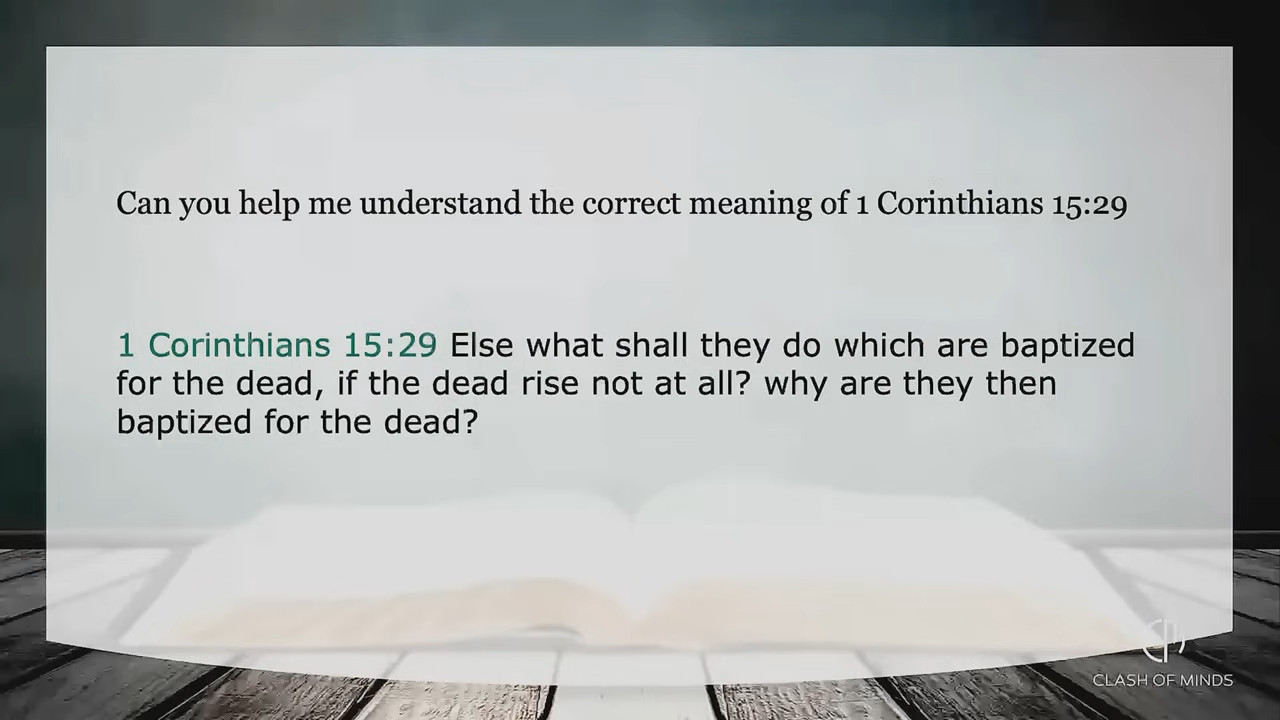 Can you help me understand the correct meaning of 1 Corinthians 15:29
1 Corinthians 15:29 Else what shall they do which are baptized
for the dead, if the dead rise not at all? why are they then
baptized for the dead?
CLASH OF MINDS